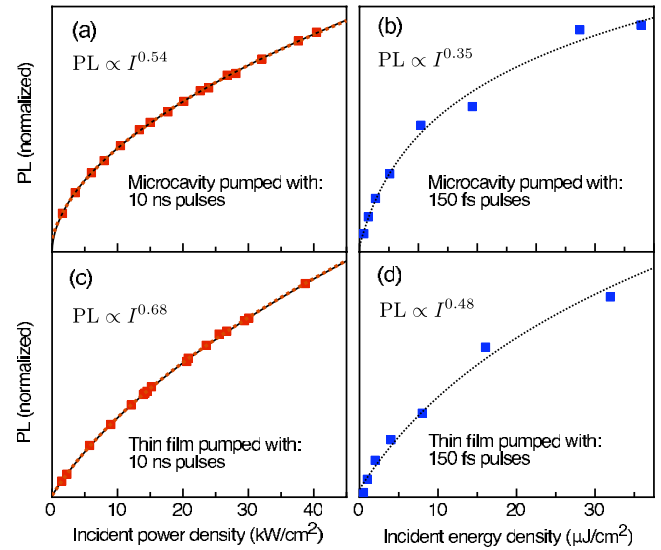 (a)
PL ∝ I^0.54
Microcavity pumped with:
10 ns pulses
PL (normalized)
(b)
PL ∝ I^0.35
Microcavity pumped with:
150 fs pulses
(c)
PL ∝ I^0.68
Thin film pumped with:
10 ns pulses
PL (normalized)
0 10 20 30 40
Incident power density (kW/cm²)
(d)
PL ∝ I^0.48
Thin film pumped with:
150 fs pulses
0 10 20 30
Incident energy density (μJ/cm²)